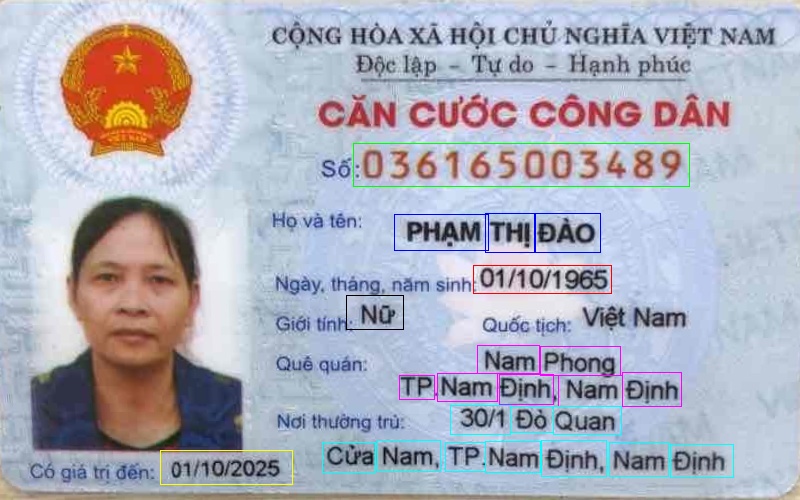 CỘNG HÒA XÃ HỘI CHỦ NGHĨA VIỆT NAM
Độc lập – Tự do – Hạnh phúc
CĂN CƯỚC CÔNG DÂN
Số: 036165003489
Họ và tên: PHẠM THỊ ĐÀO
Ngày, tháng, năm sinh: 01/10/1965
Giới tính: Nữ Quốc tịch: Việt Nam
Quê quán: Nam Phong
TP.Nam Định, Nam Định
Nơi thường trú: 30/1 Đò Quan
Cửa Nam, TP.Nam Định, Nam Định
Có giá trị đến: 01/10/2025